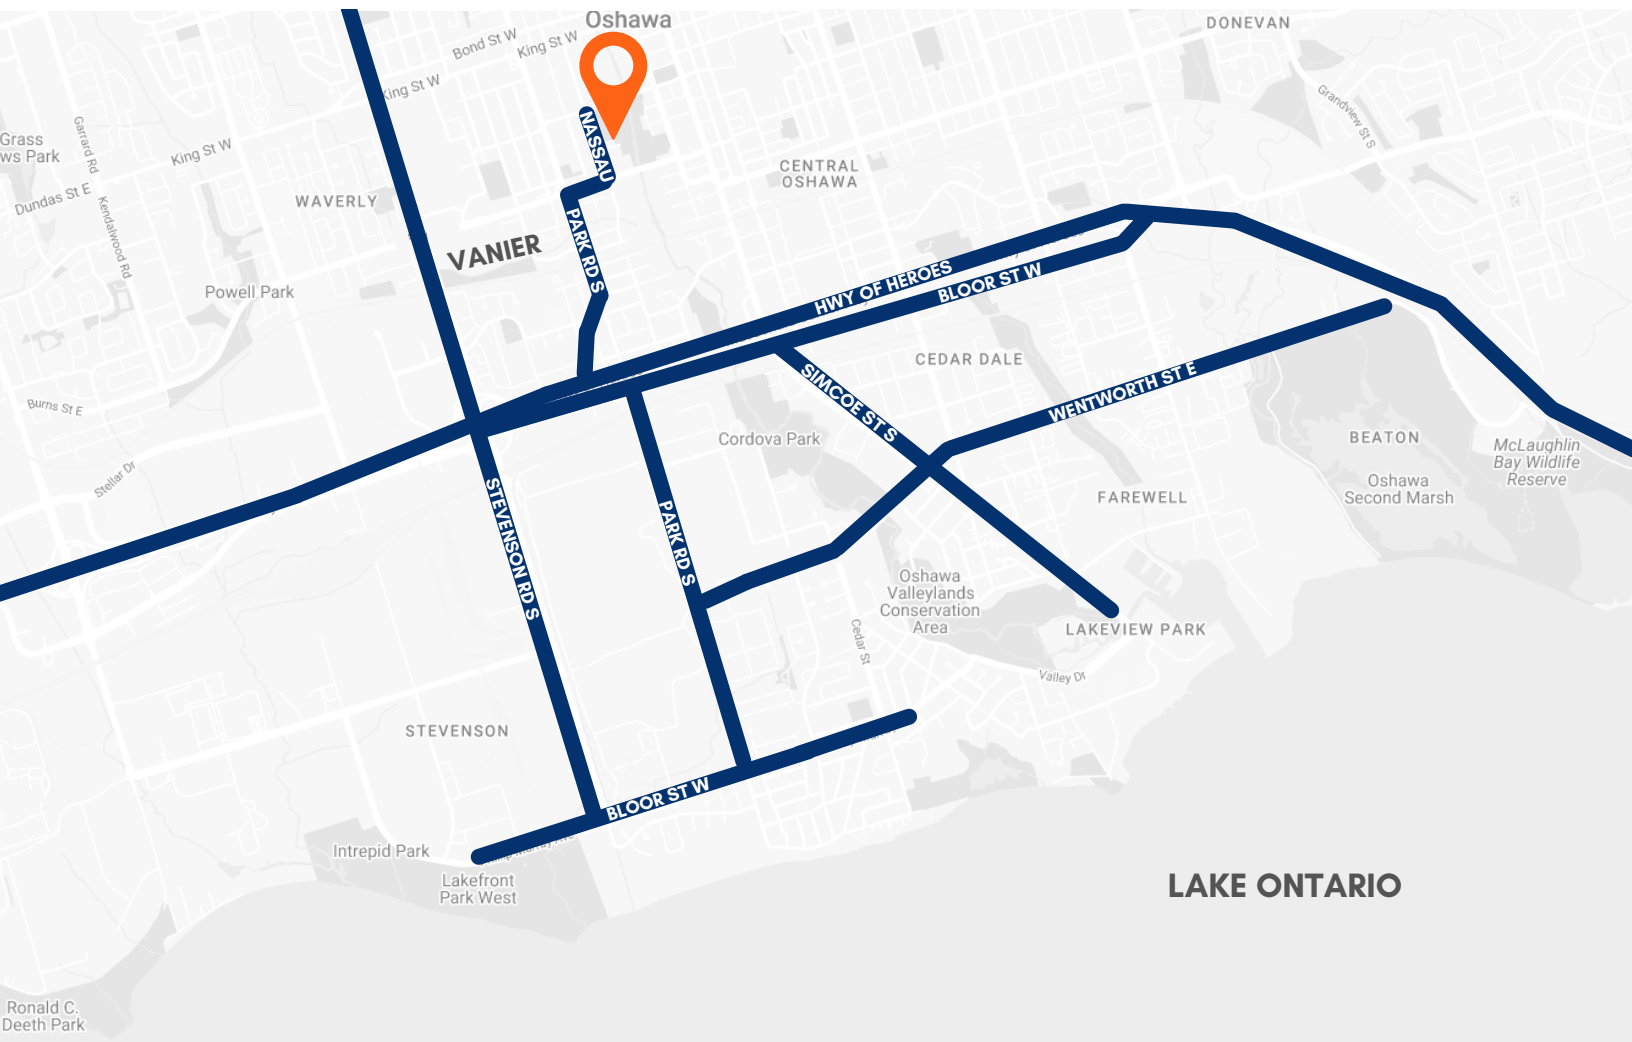 Oshawa
DONEVAN
Bond St W
King St W
King St W
Grandview St S
Garrard Rd
Grass
ws Park
King St W
NASSAU
CENTRAL
OSHAWA
Dundas St E
WAVERLY
Kendalwood Rd
PARK RD S
VANIER
Powell Park
HWY OF HEROES
BLOOR ST W
CEDAR DALE
SIMCOE ST S
WENTWORTH ST E
Burns St E
Cordova Park
BEATON
McLaughlin
Bay Wildlife
Reserve
Stellar Dr
Oshawa
Second Marsh
FAREWELL
STEVENSON RD S
PARK RD S
Oshawa
Valleylands
Conservation
Area
LAKEVIEW PARK
Cedar St
Valley Dr
STEVENSON
BLOOR ST W
Intrepid Park
Lakefront
Park West
LAKE ONTARIO
Ronald C.
Deeth Park